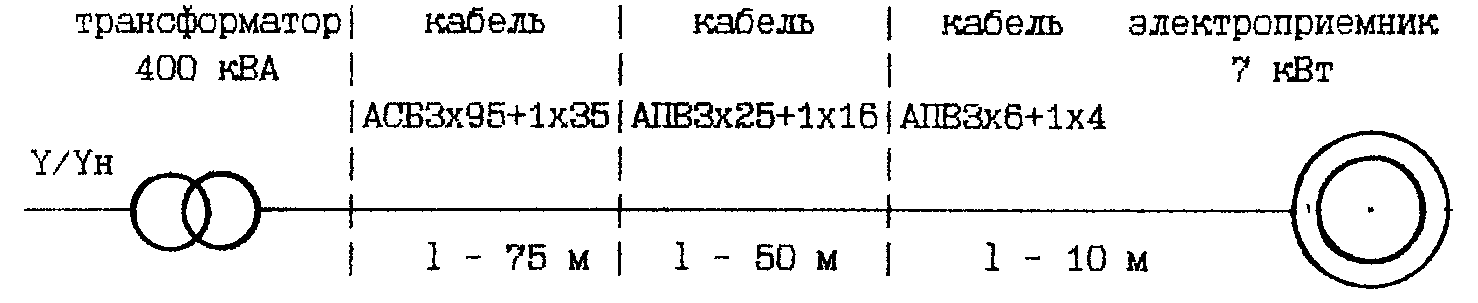 трансформатор кабель кабель кабель электроприемник
400 кВА 7 кВт
АСБ3х95+1х35 АПВ3х25+1х16 АПВ3х6+1х4
Y/Yн
l - 75 м l - 50 м l - 10 м